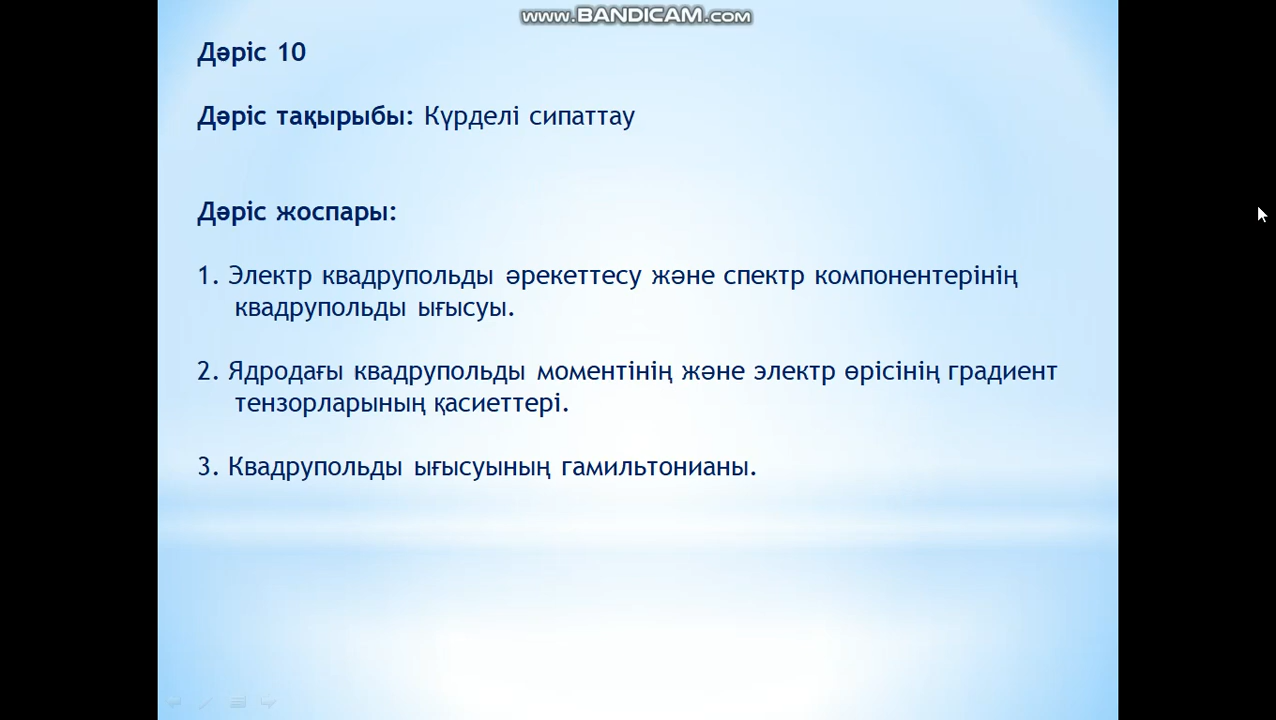 www.BANDICAM.com
Дәріс 10
Дәріс тақырыбы: Күрделі сипаттау
Дәріс жоспары:
1. Электр квадрупольды әрекеттесу және спектр компонентерінің
квадрупольды ығысуы.
2. Ядродағы квадрупольды моментінің және электр өрісінің градиент
тензорларының қасиеттері.
3. Квадрупольды ығысуының гамильтонианы.